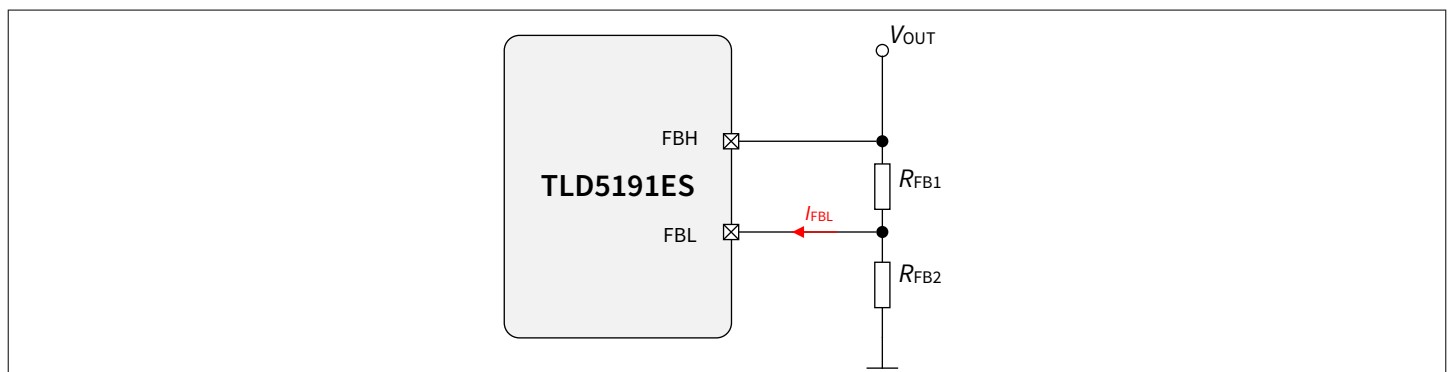 VOUT
FBH
TLD5191ES
RFB1
IFBL
FBL
RFB2